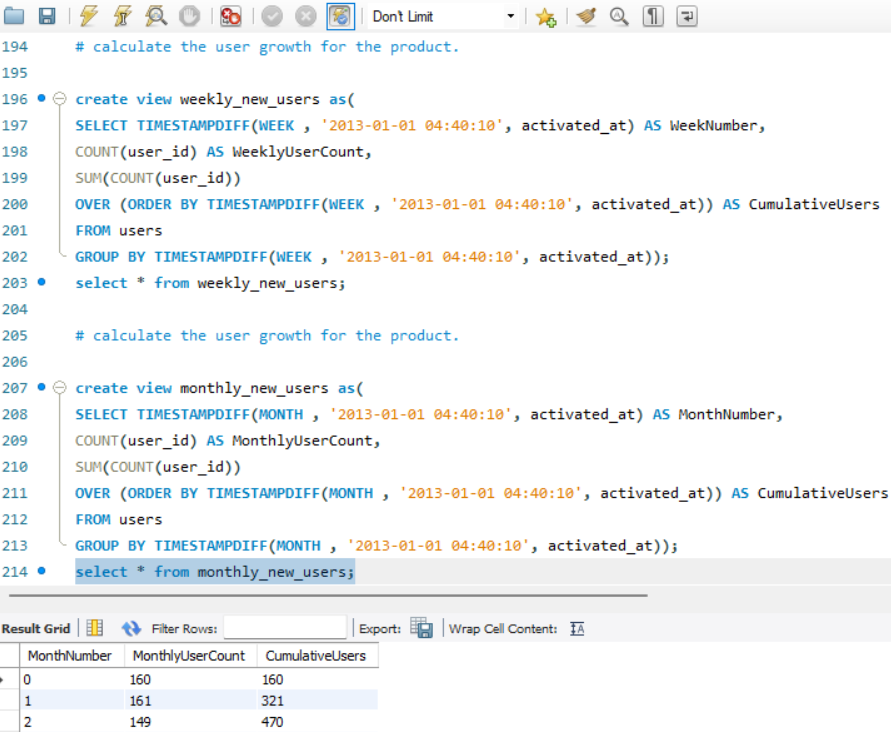 Don't Limit
194 # calculate the user growth for the product.
195
196 create view weekly_new_users as(
197 SELECT TIMESTAMPDIFF(WEEK , '2013-01-01 04:40:10', activated_at) AS WeekNumber,
198 COUNT(user_id) AS WeeklyUserCount,
199 SUM(COUNT(user_id))
200 OVER (ORDER BY TIMESTAMPDIFF(WEEK , '2013-01-01 04:40:10', activated_at)) AS CumulativeUsers
201 FROM users
202 GROUP BY TIMESTAMPDIFF(WEEK , '2013-01-01 04:40:10', activated_at));
203 select * from weekly_new_users;
204
205 # calculate the user growth for the product.
206
207 create view monthly_new_users as(
208 SELECT TIMESTAMPDIFF(MONTH , '2013-01-01 04:40:10', activated_at) AS MonthNumber,
209 COUNT(user_id) AS MonthlyUserCount,
210 SUM(COUNT(user_id))
211 OVER (ORDER BY TIMESTAMPDIFF(MONTH , '2013-01-01 04:40:10', activated_at)) AS CumulativeUsers
212 FROM users
213 GROUP BY TIMESTAMPDIFF(MONTH , '2013-01-01 04:40:10', activated_at));
214 select * from monthly_new_users;
Result Grid Filter Rows: Export: Wrap Cell Content: IA
MonthNumber MonthlyUserCount CumulativeUsers
0 160 160
1 161 321
2 149 470